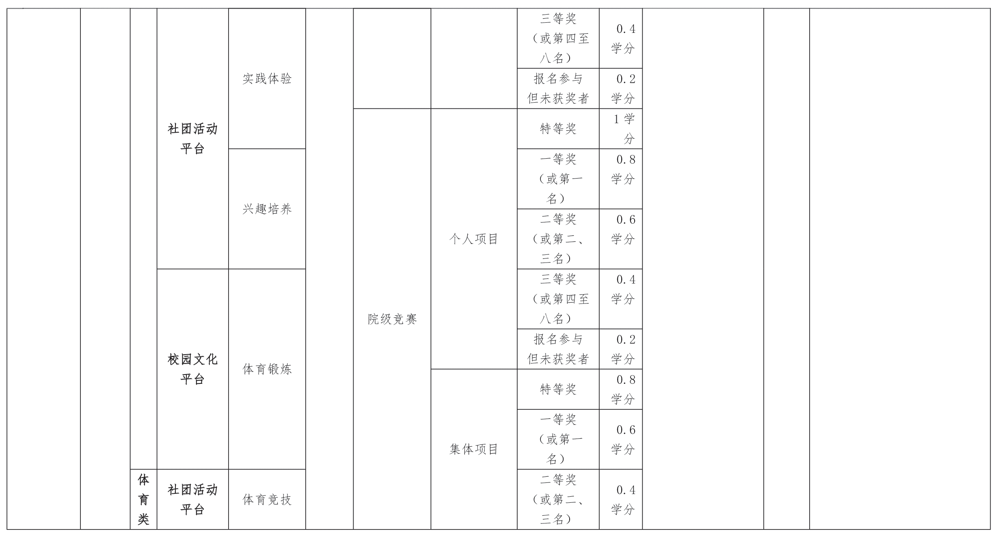 社团活动
平台
实践体验
三等奖
（或第四至
八名）
0.4
学分
报名参与
但未获奖者
0.2
学分
院级竞赛
个人项目
特等奖
1 学
分
兴趣培养
一等奖
（或第一
名）
0.8
学分
二等奖
（或第二、
三名）
0.6
学分
校园文化
平台
体育锻炼
三等奖
（或第四至
八名）
0.4
学分
报名参与
但未获奖者
0.2
学分
集体项目
特等奖
0.8
学分
一等奖
（或第一
名）
0.6
学分
体
育
类
社团活动
平台
体育竞技
二等奖
（或第二、
三名）
0.4
学分